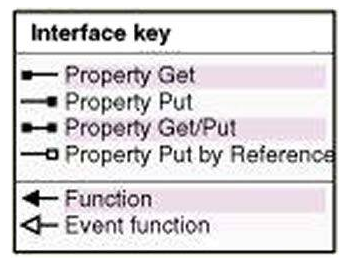 Interface key
Property Get
Property Put
Property Get/Put
Property Put by Reference
Function
Event function